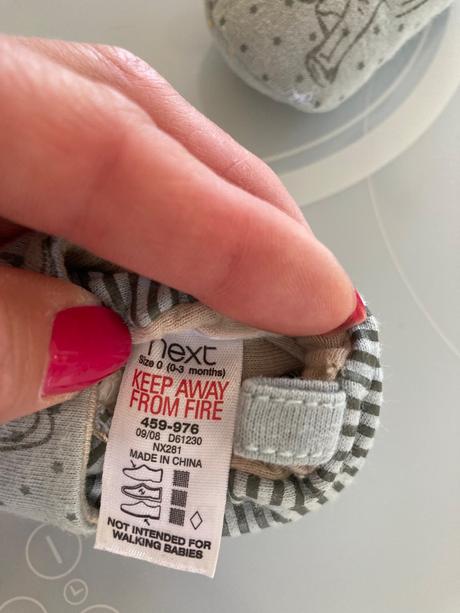 next
Size 0 (0-3 months)
KEEP AWAY
FROM FIRE
459-976
09/08 D61230
NX281
MADE IN CHINA
NOT INTENDED FOR
WALKING BABIES